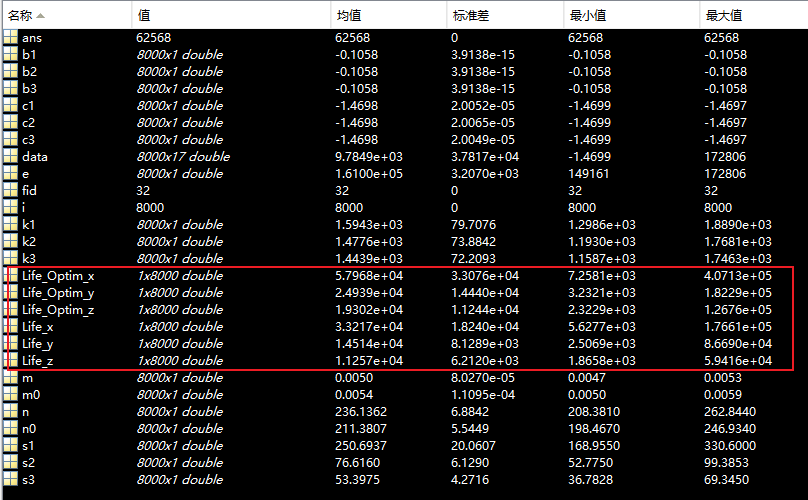 名称 值 均值 标准差 最小值 最大值
ans 62568 62568 0 62568 62568
b1 8000x1 double -0.1058 3.9138e-15 -0.1058 -0.1058
b2 8000x1 double -0.1058 3.9138e-15 -0.1058 -0.1058
b3 8000x1 double -0.1058 3.9138e-15 -0.1058 -0.1058
c1 8000x1 double -1.4698 2.0052e-05 -1.4699 -1.4697
c2 8000x1 double -1.4698 2.0065e-05 -1.4699 -1.4697
c3 8000x1 double -1.4698 2.0049e-05 -1.4699 -1.4697
data 8000x17 double 9.7849e+03 3.7817e+04 -1.4699 172806
e 8000x1 double 1.6100e+05 3.2070e+03 149161 172806
fid 32 32 0 32 32
i 8000 8000 0 8000 8000
k1 8000x1 double 1.5943e+03 79.7076 1.2986e+03 1.8890e+03
k2 8000x1 double 1.4776e+03 73.8842 1.1930e+03 1.7681e+03
k3 8000x1 double 1.4439e+03 72.2093 1.1587e+03 1.7463e+03
Life_Optim_x 1x8000 double 5.7968e+04 3.3076e+04 7.2581e+03 4.0713e+05
Life_Optim_y 1x8000 double 2.4939e+04 1.4440e+04 3.2321e+03 1.8229e+05
Life_Optim_z 1x8000 double 1.9302e+04 1.1244e+04 2.3229e+03 1.2676e+05
Life_x 1x8000 double 3.3217e+04 1.8240e+04 5.6277e+03 1.7661e+05
Life_y 1x8000 double 1.4514e+04 8.1289e+03 2.5069e+03 8.6690e+04
Life_z 1x8000 double 1.1257e+04 6.2120e+03 1.8658e+03 5.9416e+04
m 8000x1 double 0.0050 8.0270e-05 0.0047 0.0053
m0 8000x1 double 0.0054 1.1095e-04 0.0050 0.0059
n 8000x1 double 236.1362 6.8842 208.3810 262.8440
n0 8000x1 double 211.3807 5.5449 198.4670 246.9340
s1 8000x1 double 250.6937 20.0607 168.9550 330.6000
s2 8000x1 double 76.6160 6.1290 52.7750 99.3853
s3 8000x1 double 53.3975 4.2716 36.7828 69.3450